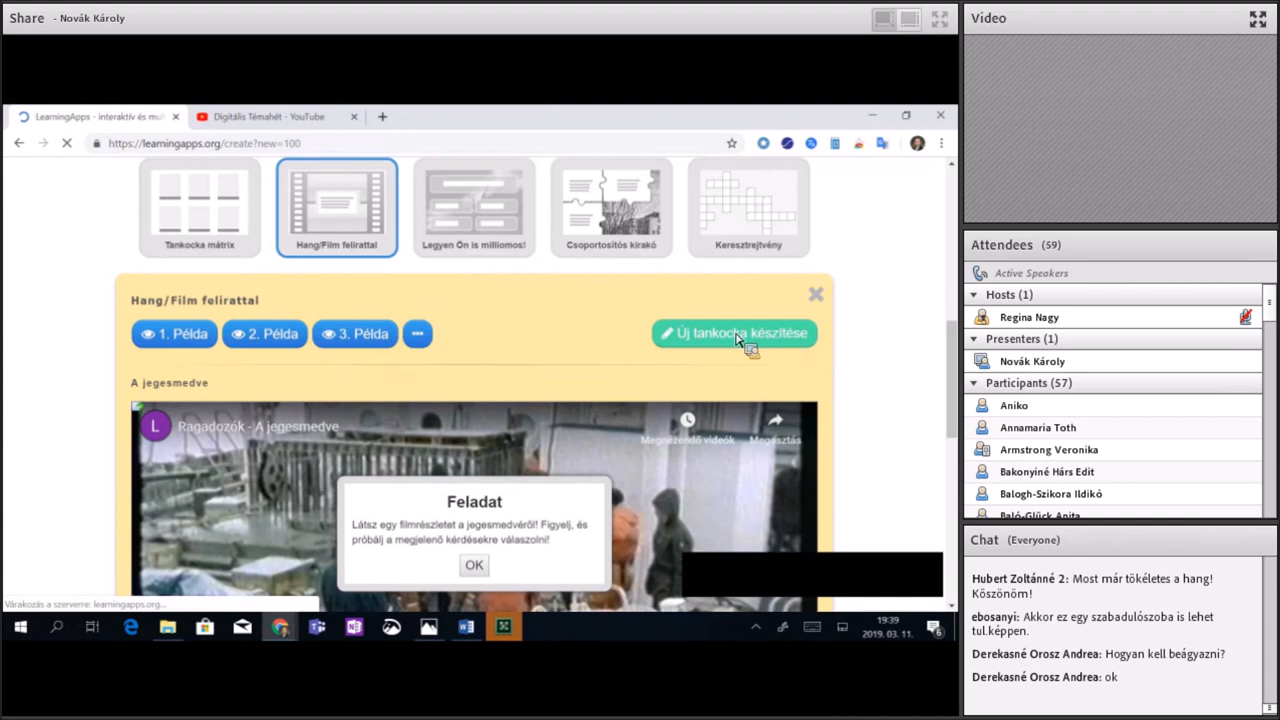 Share - Novák Károly
Video
LearningApps - interaktív és mul
Digitális Témahét - YouTube
https://learningapps.org/create?new=100
Tankocka mátrix
Hang/Film felirattal
Legyen Ön is milliomos!
Csoportosítós kirakó
Keresztrejtvény
Hang/Film felirattal
1. Példa
2. Példa
3. Példa
Új tankocka készítése
A jegesmedve
L
Ragadozók - A jegesmedve
Megnézendő videók
Megosztás
Feladat
Látsz egy filmrészletet a jegesmedvéről! Figyelj, és
próbálj a megjelenő kérdésekre válaszolni!
OK
Várakozás a szerverre: learningapps.org...
19:39
2019. 03. 11.
6
Attendees (59)
Active Speakers
Hosts (1)
Regina Nagy
Presenters (1)
Novák Károly
Participants (57)
Aniko
Annamaria Toth
Armstrong Veronika
Bakonyiné Hárs Edit
Balogh-Szikora Ildikó
Baló-Glück Anita
Chat (Everyone)
Hubert Zoltánné 2: Most már tökéletes a hang!
Köszönöm!
ebosanyi: Akkor ez egy szabadulószoba is lehet
tul.képpen.
Derekasné Orosz Andrea: Hogyan kell beágyazni?
Derekasné Orosz Andrea: ok